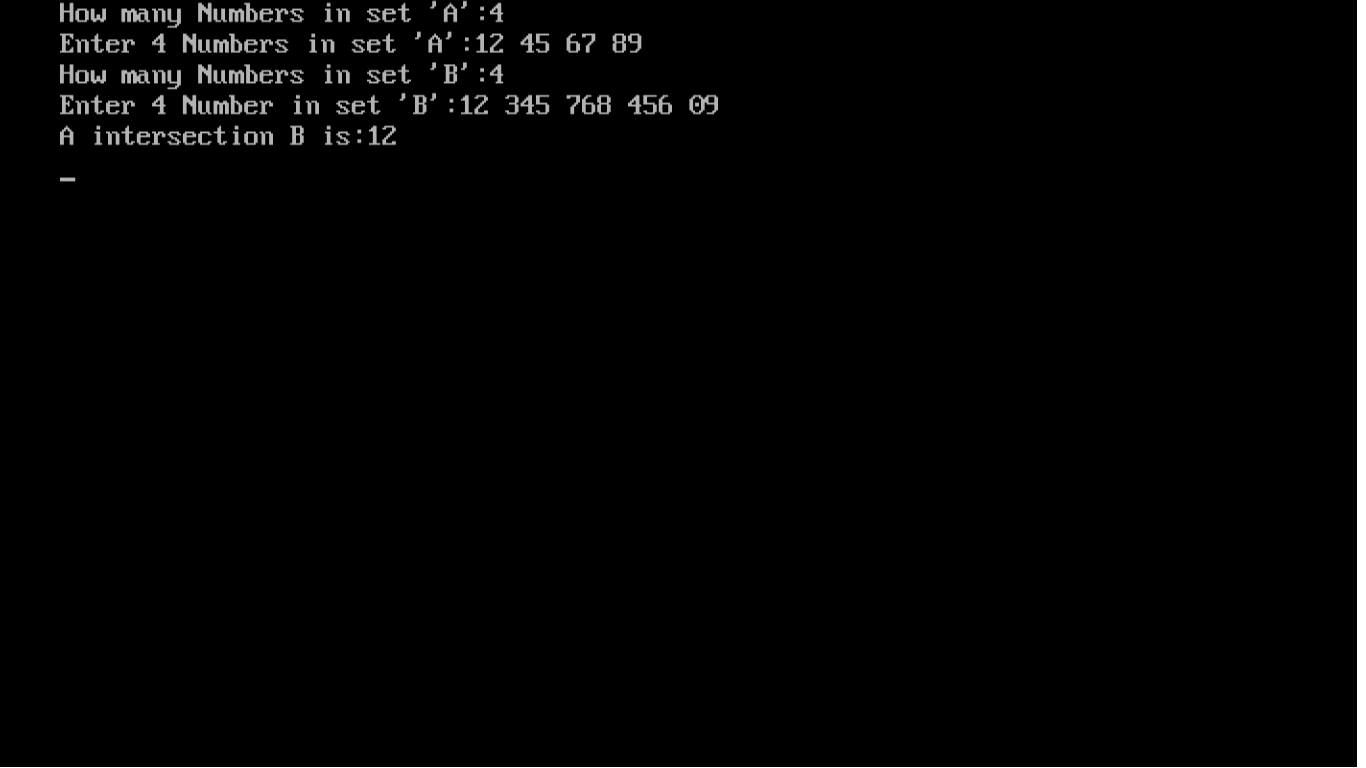 How many Numbers in set 'A':4
Enter 4 Numbers in set 'A':12 45 67 89
How many Numbers in set 'B':4
Enter 4 Number in set 'B':12 345 768 456 09
A intersection B is:12
_